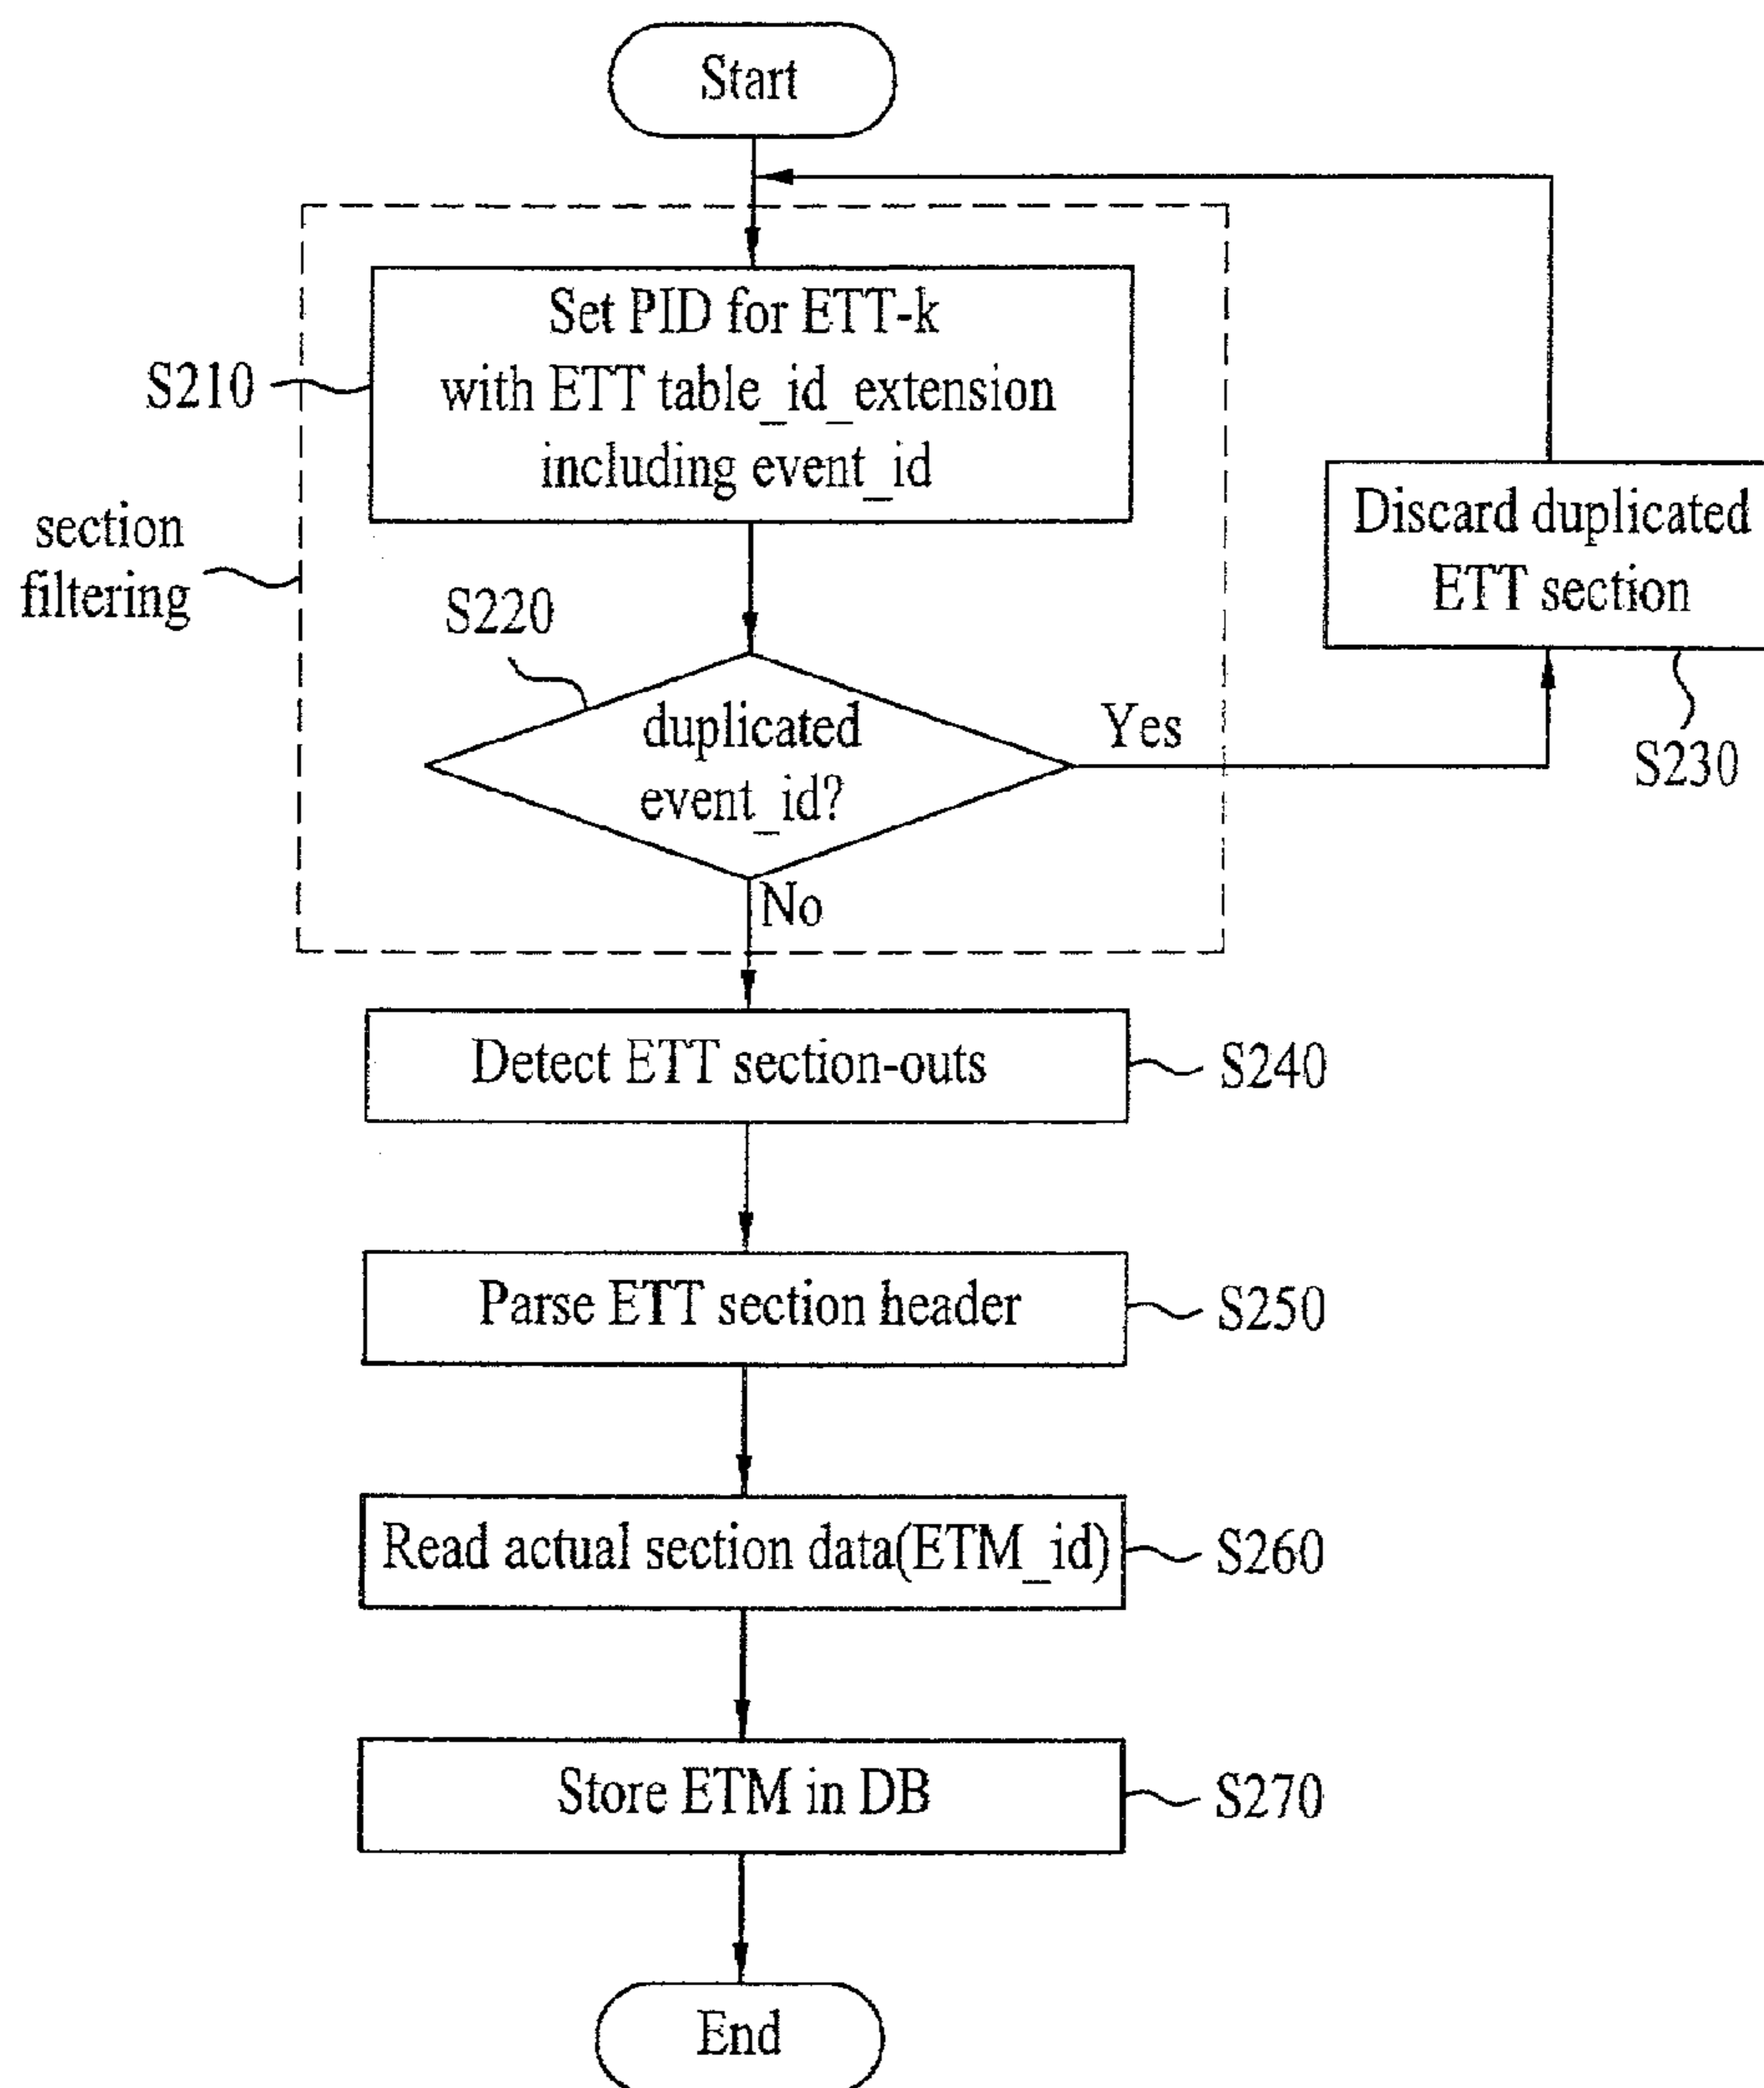 Start
Set PID for ETT-k
with ETT table_id_extension
including event_id
S210
section
filtering
Discard duplicated
ETT section
S230
S220
duplicated
event_id?
Yes
No
Detect ETT section-outs
S240
Parse ETT section header
S250
Read actual section data(ETM_id)
S260
Store ETM in DB
S270
End